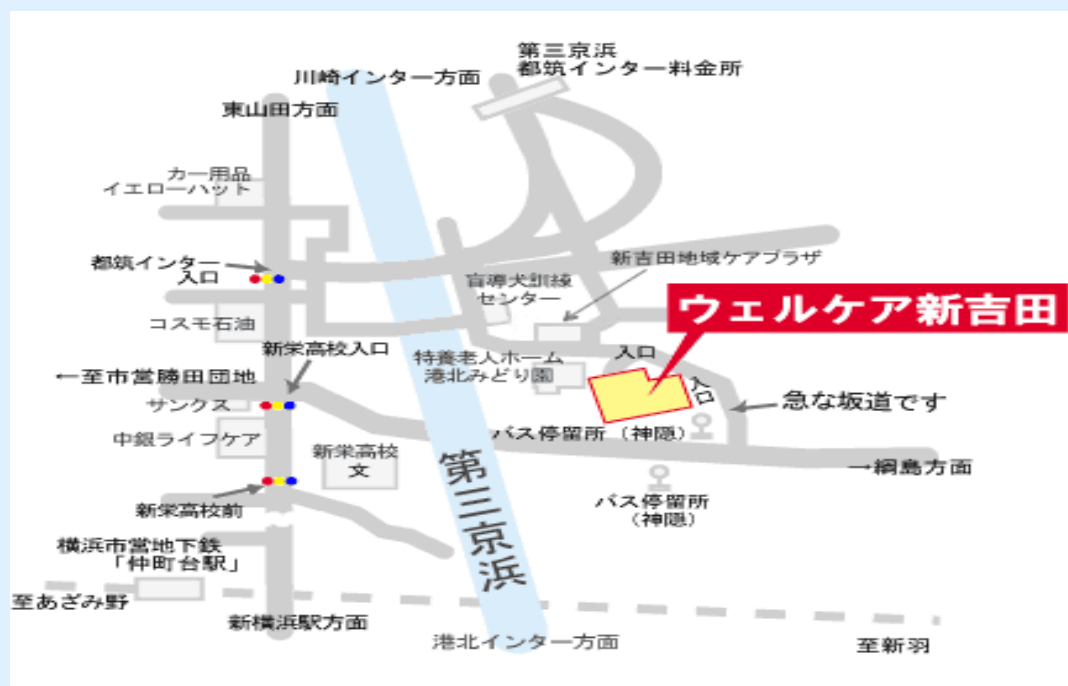 第三京浜
都筑インター料金所
川崎インター方面
東山田方面
カー用品
イエローハット
都筑インター
入口
新吉田地域ケアプラザ
盲導犬訓練
センター
ウェルケア新吉田
コスモ石油
新栄高校入口
入口
特養老人ホーム
港北みどり園
←至市営勝田団地
入口
急な坂道です
サンクス
中銀ライフケア
バス停留所（神隠）
新栄高校
文
第三京浜
→綱島方面
バス停留所
（神隠）
新栄高校前
横浜市営地下鉄
「仲町台駅」
至あざみ野
新横浜駅方面
港北インター方面
至新羽